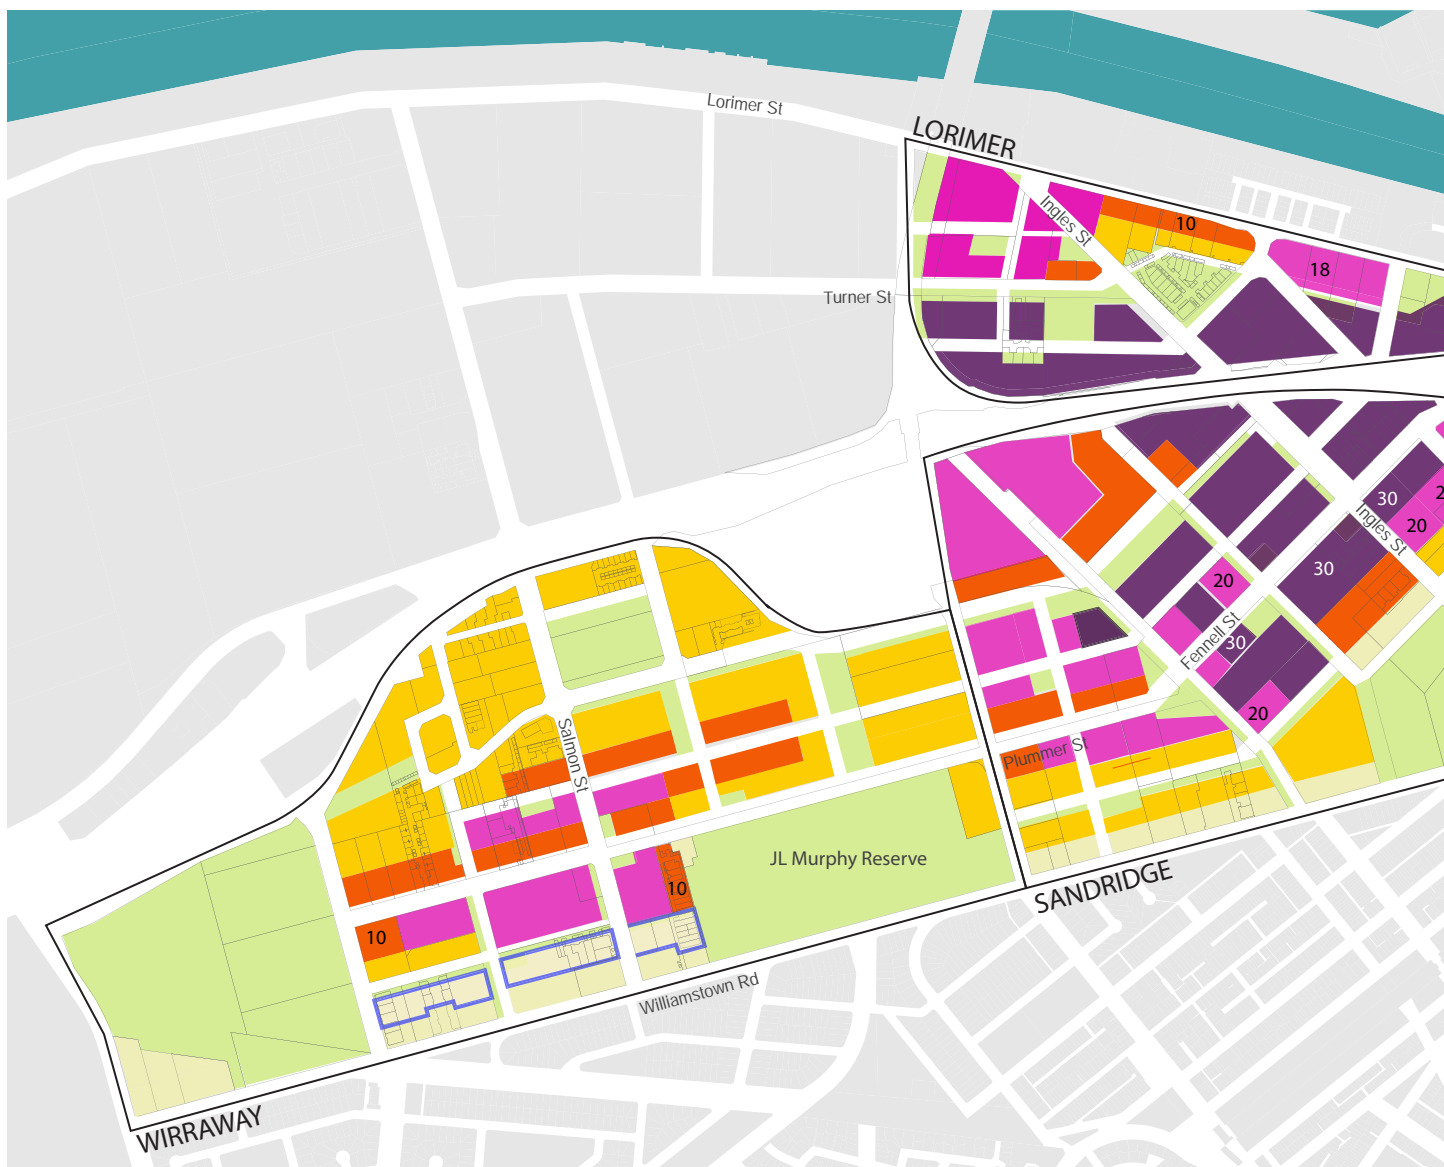 Lorimer St
LORIMER
Ingles St
10
18
Turner St
30
2
20
Ingles St
30
20
Fennell St
30
20
Salmon St
Plummer St
JL Murphy Reserve
10
10
SANDRIDGE
Williamstown Rd
WIRRAWAY